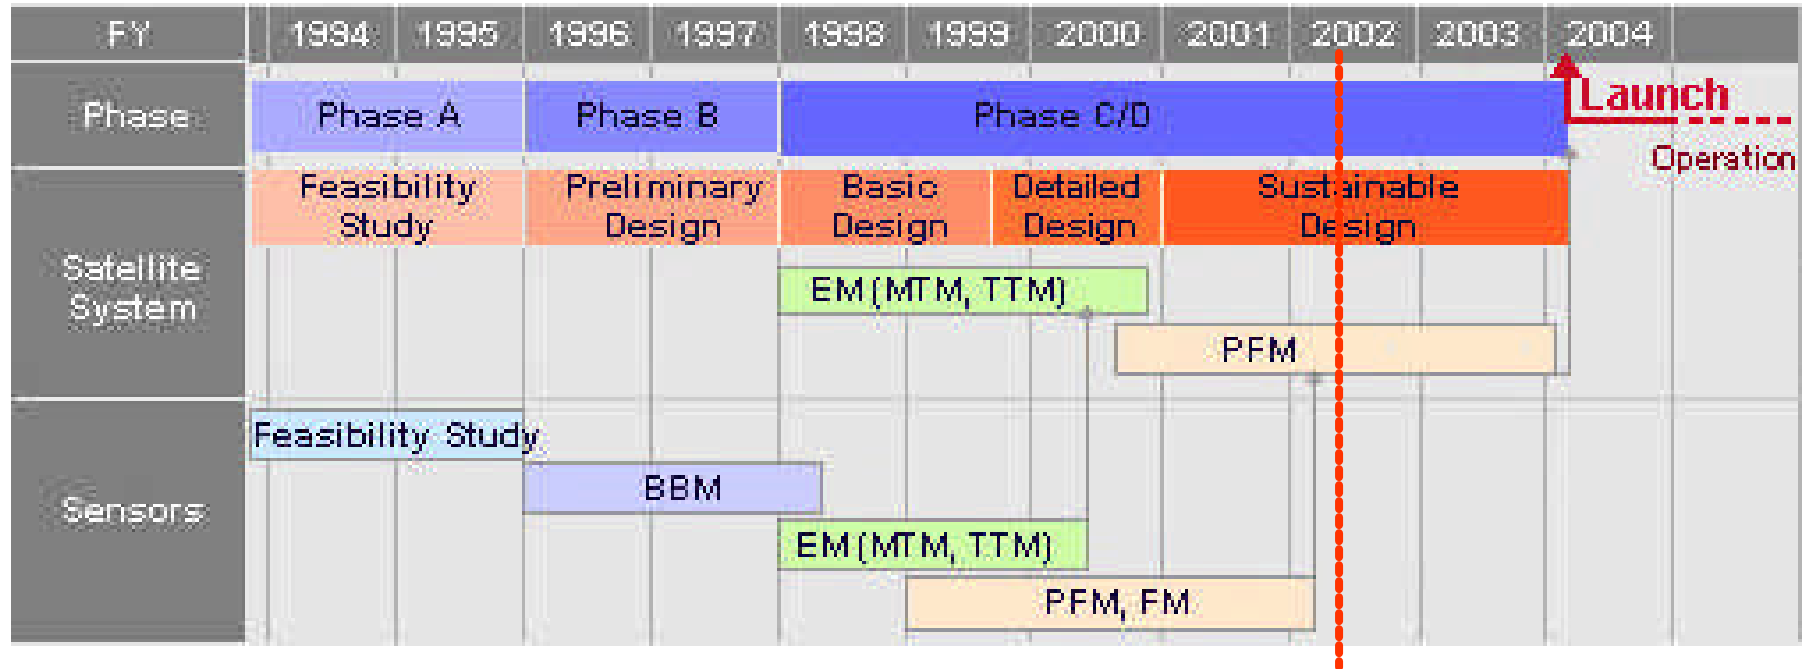 FY 1994 1995 1996 1997 1998 1999 2000 2001 2002 2003 2004
Phase Phase A Phase B Phase C/D Launch
Operation
Satellite
System
Feasibility
Study
Preliminary
Design
Basic
Design
Detailed
Design
Sustainable
Design
EM(MTM, TTM)
PFM
Sensors
Feasibility Study
BBM
EM(MTM, TTM)
PFM, FM